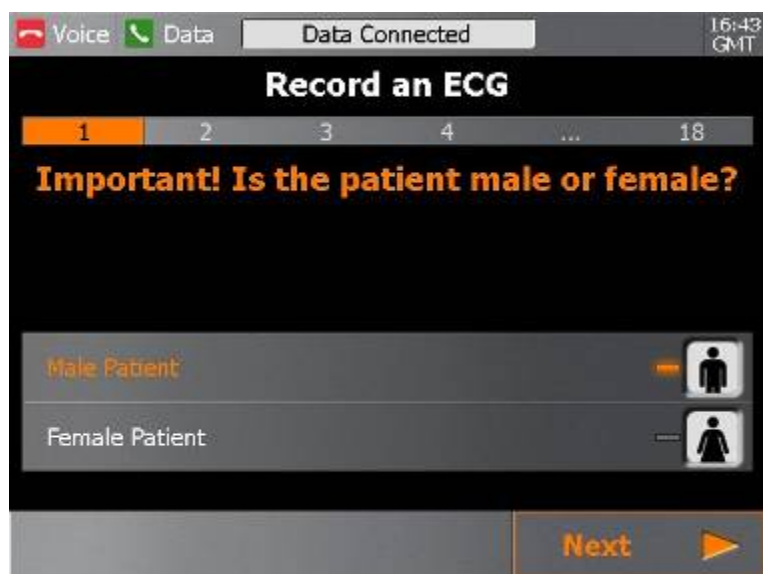 Voice Data Data Connected 16:43
GMT
Record an ECG
1 2 3 4 ... 18
Important! Is the patient male or female?
Male Patient
Female Patient
Next